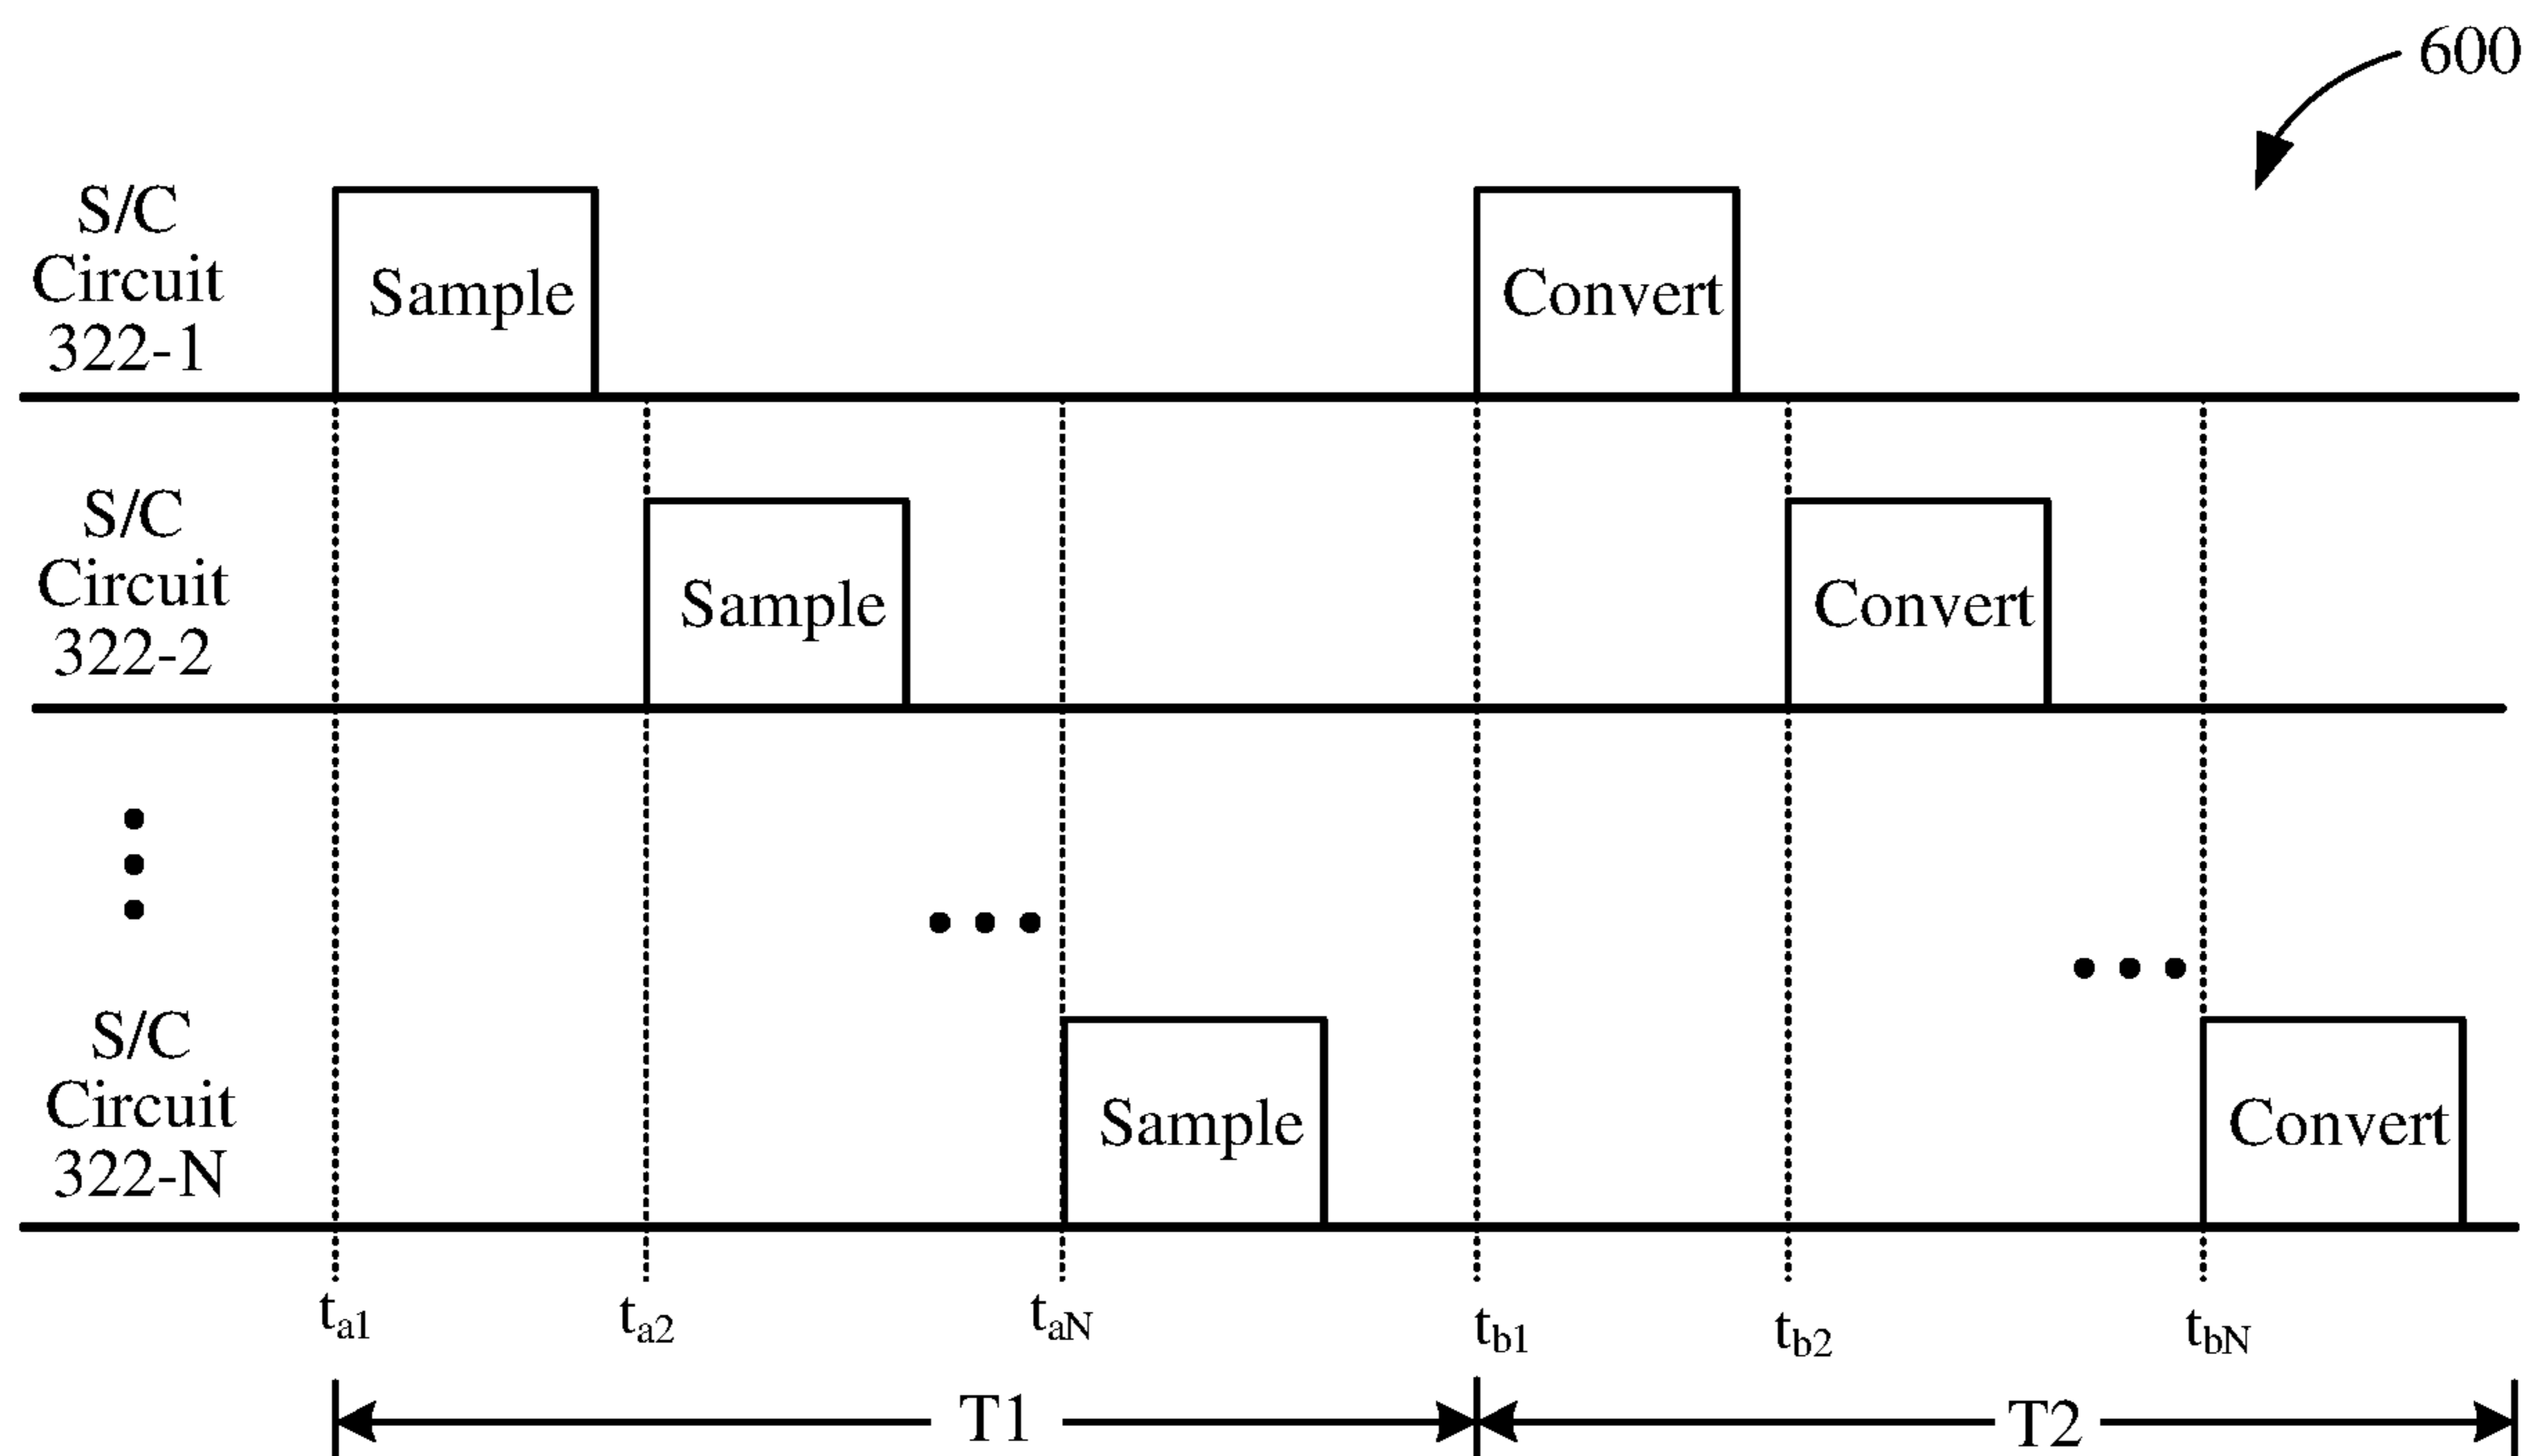 600
S/C
Circuit
322-1
Sample
Convert
S/C
Circuit
322-2
Sample
Convert
S/C
Circuit
322-N
Sample
Convert
ta1 ta2 taN tb1 tb2 tbN
T1 T2